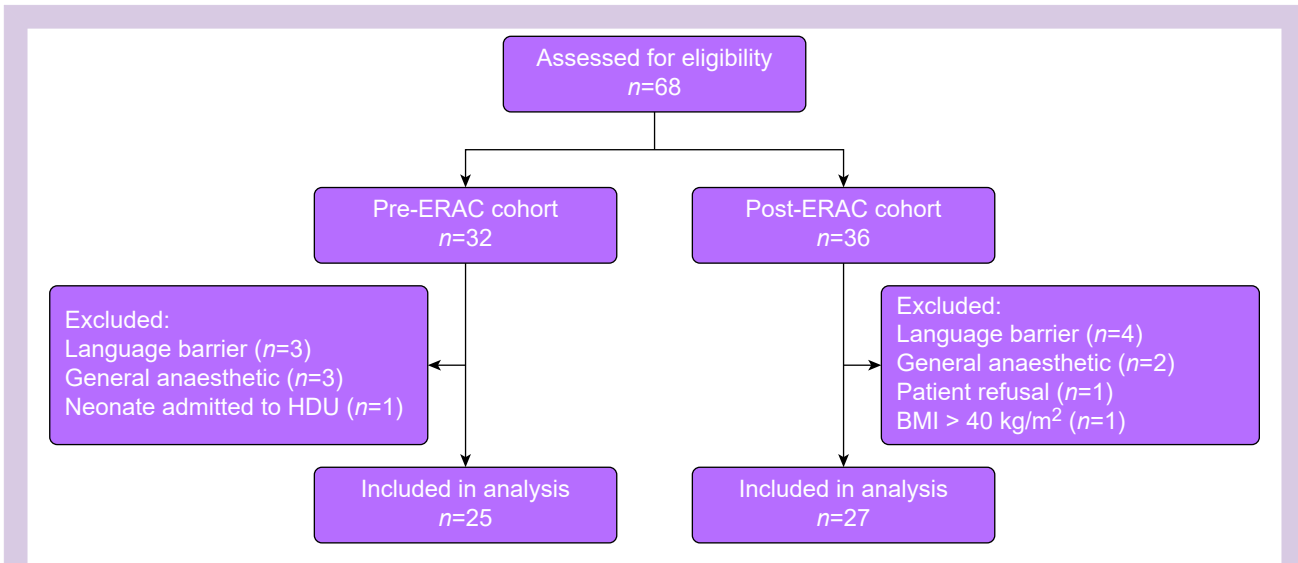 Assessed for eligibility
n=68
Pre-ERAC cohort
n=32
Post-ERAC cohort
n=36
Excluded:
Language barrier (n=3)
General anaesthetic (n=3)
Neonate admitted to HDU (n=1)
Excluded:
Language barrier (n=4)
General anaesthetic (n=2)
Patient refusal (n=1)
BMI > 40 kg/m² (n=1)
Included in analysis
n=25
Included in analysis
n=27